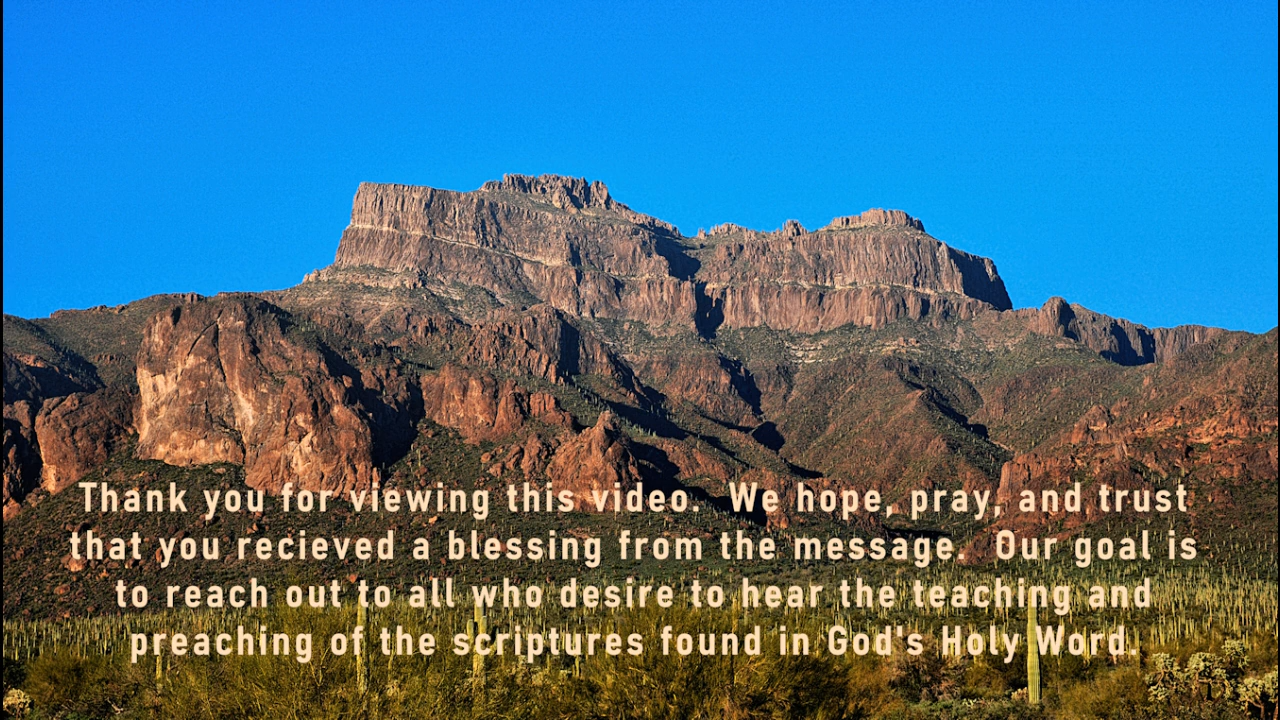 Thank you for viewing this video.  We hope, pray, and trust
that you recieved a blessing from the message.  Our goal is
to reach out to all who desire to hear the teaching and
preaching of the scriptures found in God's Holy Word.